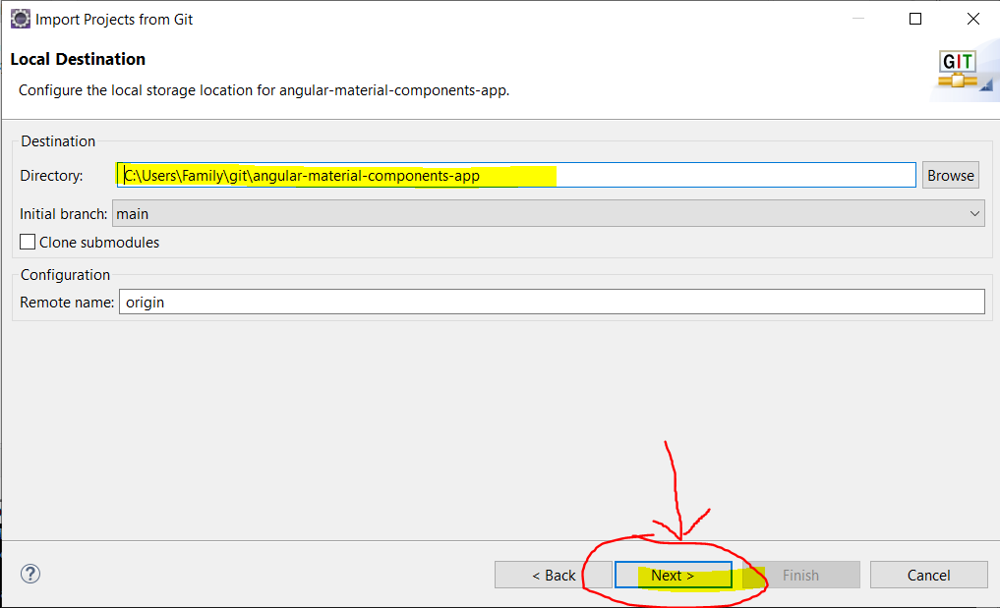 Import Projects from Git
Local Destination
Configure the local storage location for angular-material-components-app.
GIT
Destination
Directory: C:\Users\Family\git\angular-material-components-app Browse
Initial branch: main
Clone submodules
Configuration
Remote name: origin
? < Back Next > Finish Cancel